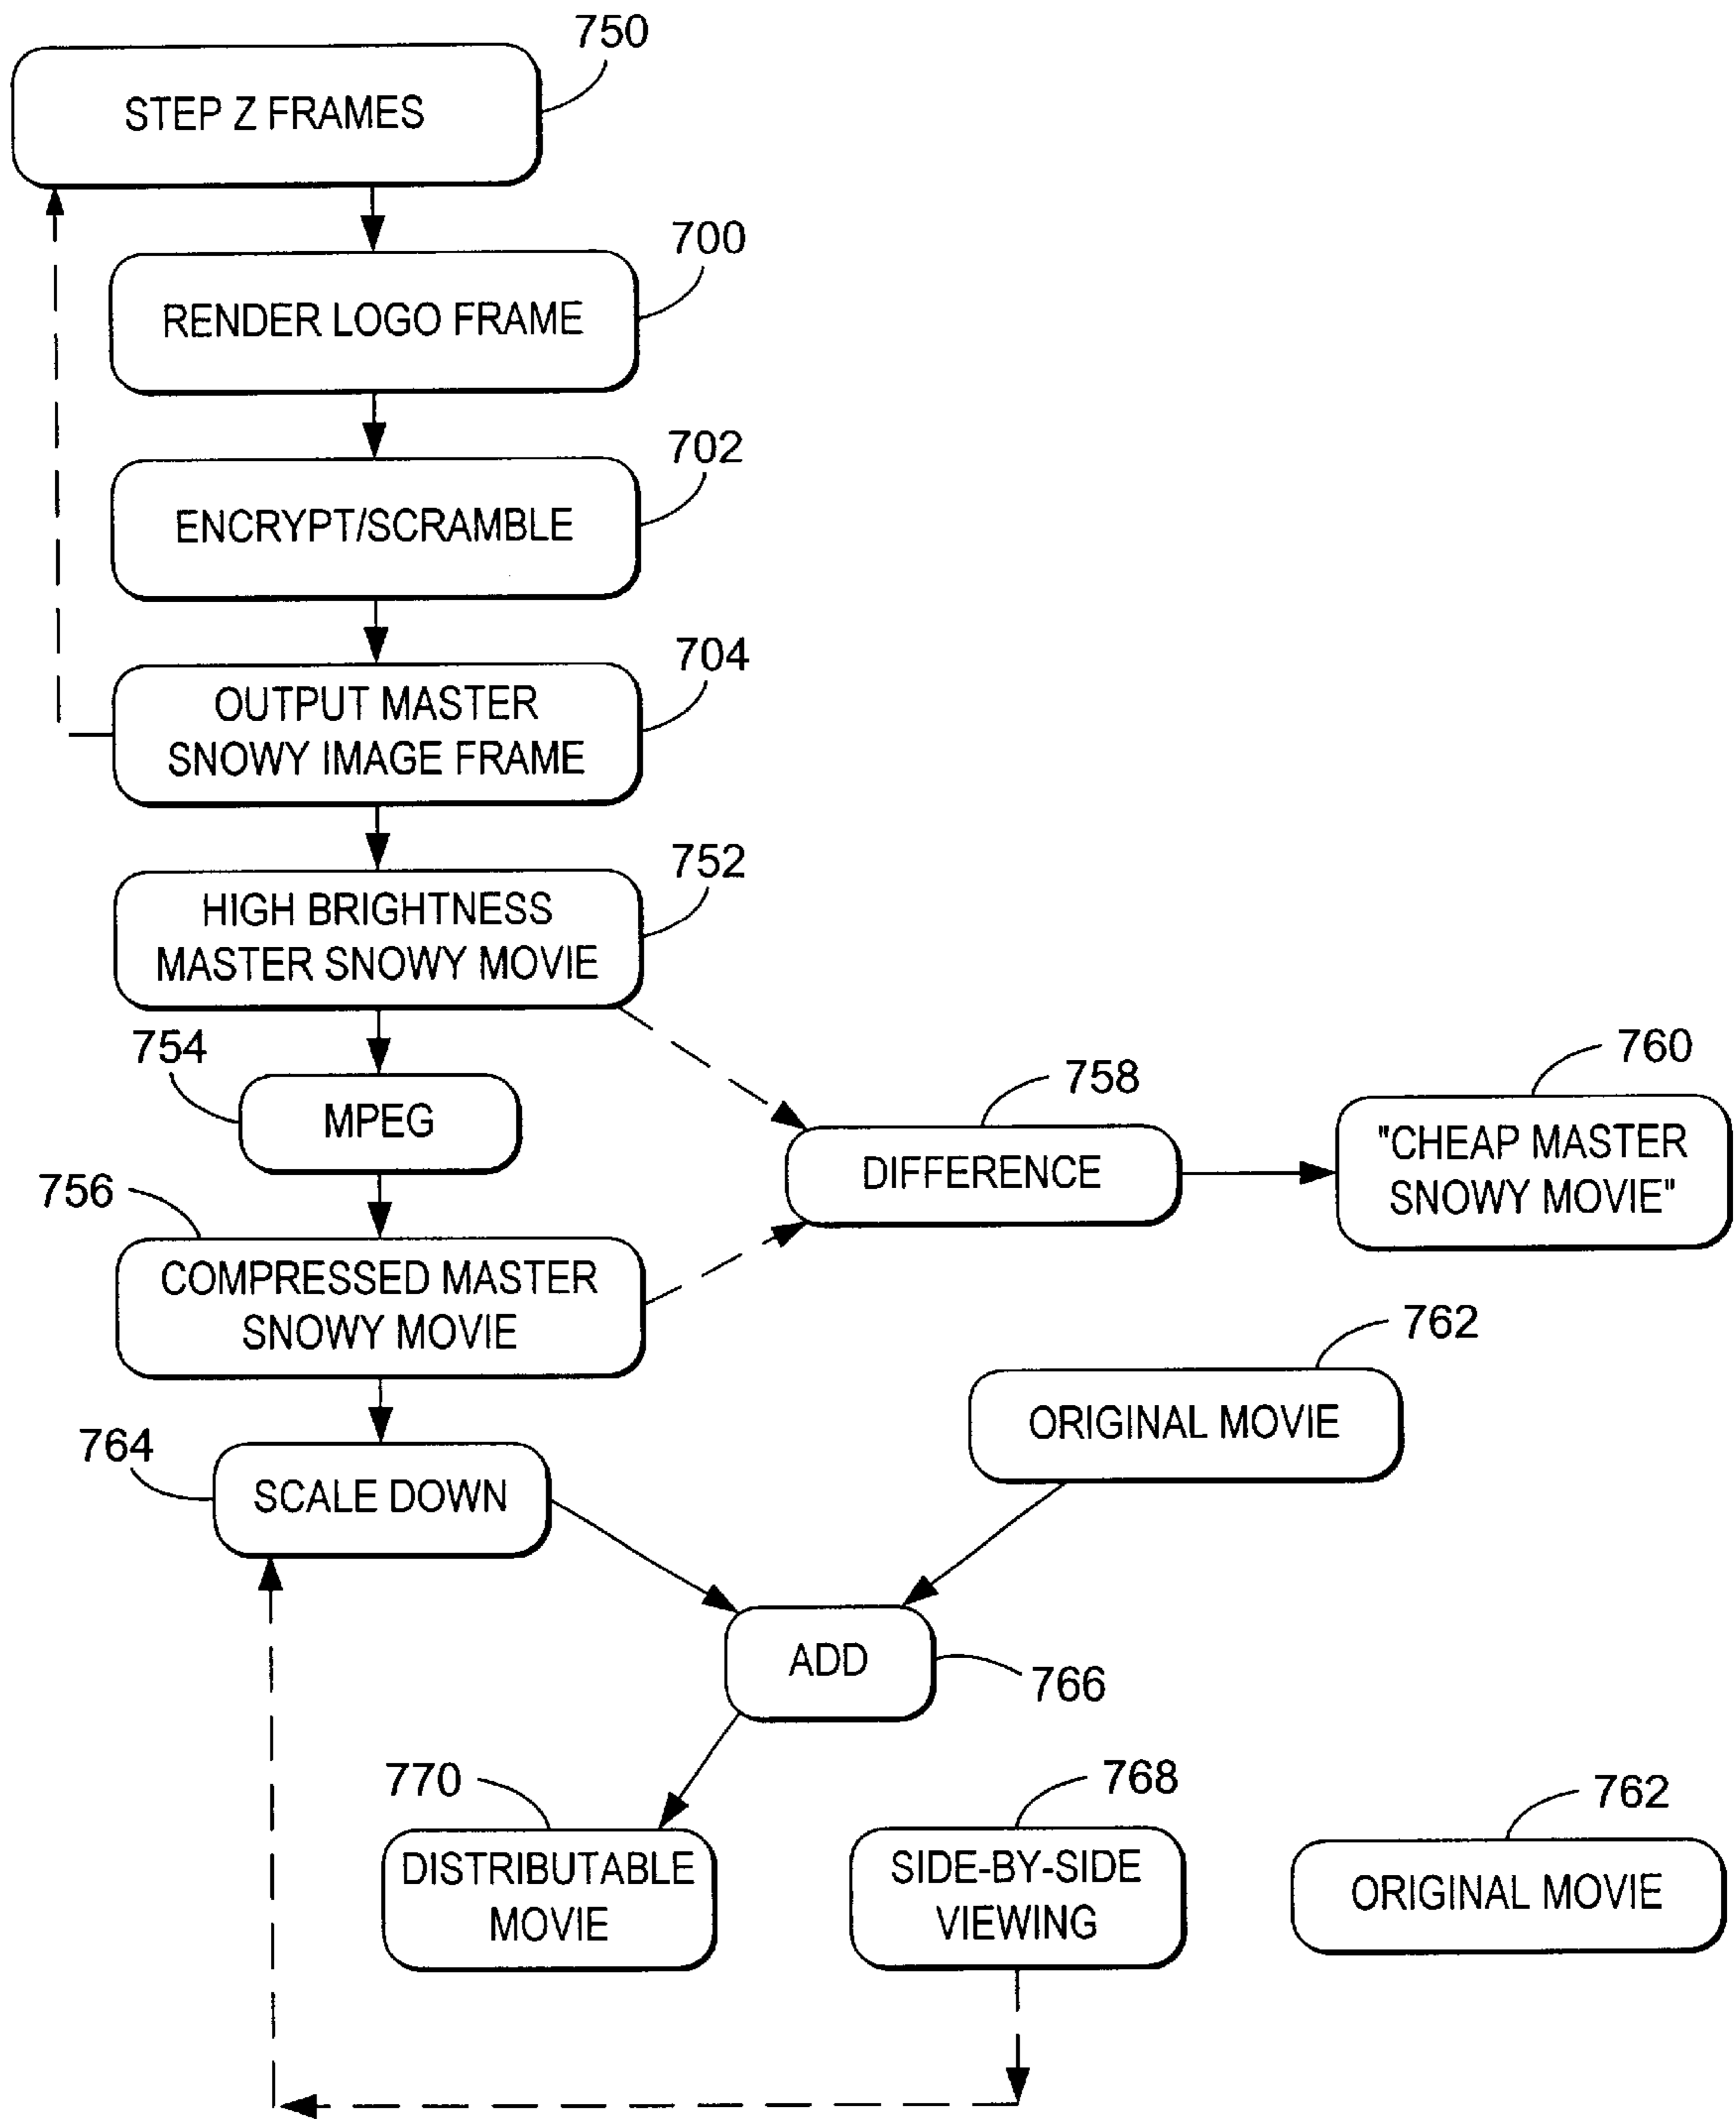 750
STEP Z FRAMES
700
RENDER LOGO FRAME
702
ENCRYPT/SCRAMBLE
704
OUTPUT MASTER
SNOWY IMAGE FRAME
752
HIGH BRIGHTNESS
MASTER SNOWY MOVIE
754
MPEG
758
DIFFERENCE
760
"CHEAP MASTER
SNOWY MOVIE"
756
COMPRESSED MASTER
SNOWY MOVIE
762
ORIGINAL MOVIE
764
SCALE DOWN
ADD
766
770
DISTRIBUTABLE
MOVIE
768
SIDE-BY-SIDE
VIEWING
762
ORIGINAL MOVIE